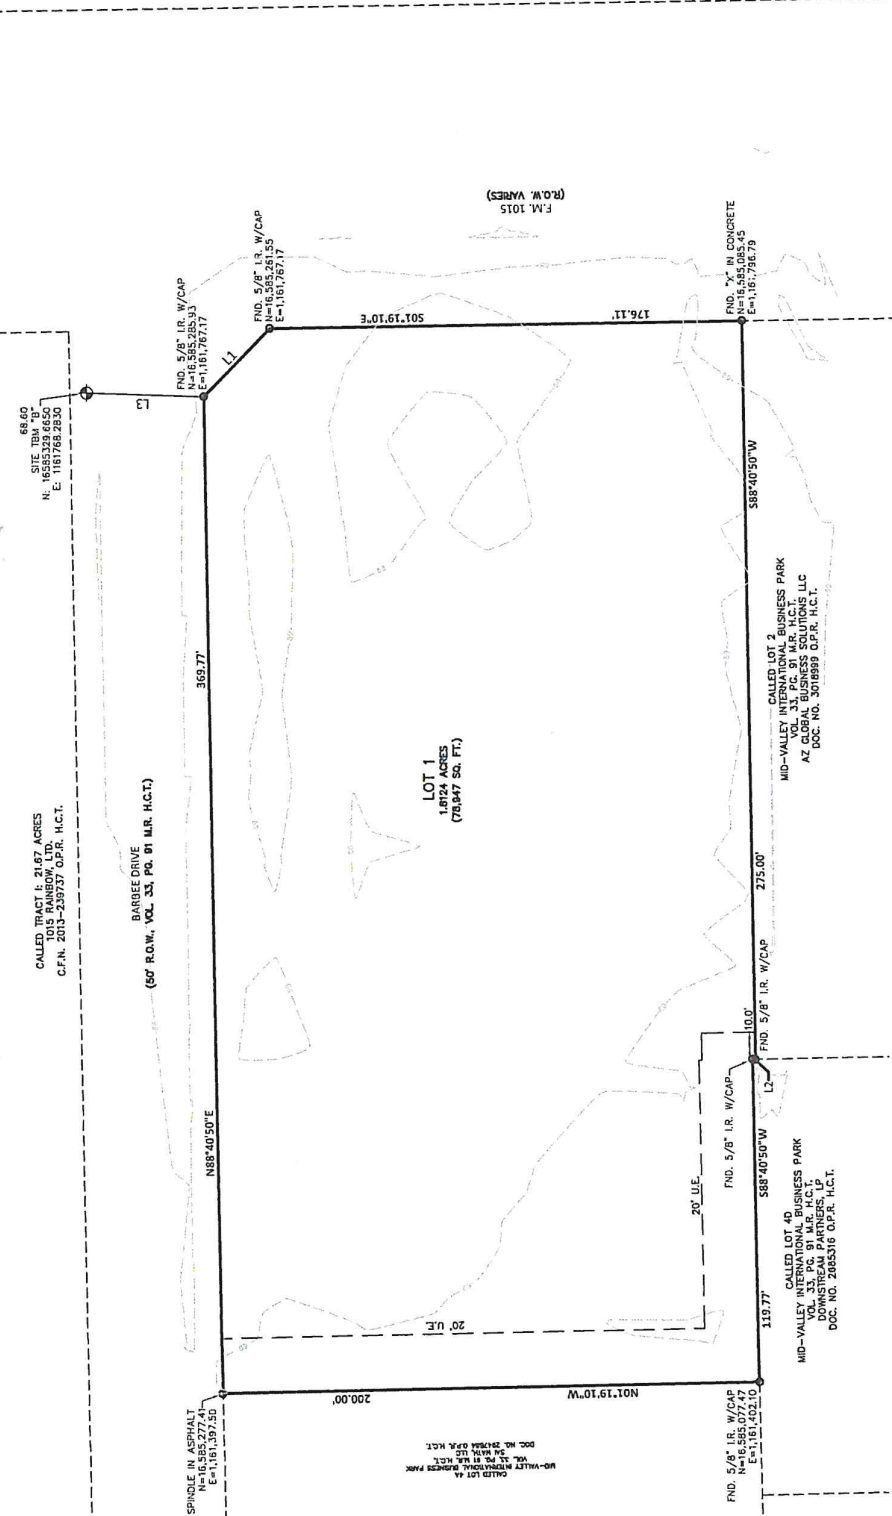 68.60
SITE TBM "B"
N: 16585329.6650
E: 1161768.2830
L3
FND. 5/8" I.R. W/CAP
N=16,585,285.93
E=1,161,767.17
L1
FND. 5/8" I.R. W/CAP
N=16,585,261.55
E=1,161,767.17
F.M. 1015
(R.O.W. VARIES)
S01°19'10"E
176.11'
FND. "X" IN CONCRETE
N=16,585,085.45
E=1,161,796.79
CALLED TRACT I: 21.67 ACRES
1015 RAINBOW, LTD.
C.F.N. 2013-239737 O.P.R. H.C.T.
BARBEE DRIVE
(50' R.O.W., VOL. 33, PG. 91 M.R. H.C.T.)
369.77'
N88°40'50"E
LOT 1
1.8124 ACRES
(78,947 SQ. FT.)
S88°40'50"W
275.00'
CALLED LOT 2
MID-VALLEY INTERNATIONAL BUSINESS PARK
VOL. 33, PG. 91 M.R. H.C.T.
AZ GLOBAL BUSINESS SOLUTIONS LLC
DOC. NO. 3018999 O.P.R. H.C.T.
10.0'
FND. 5/8" I.R. W/CAP
FND. 5/8" I.R. W/CAP
L2
20' U.E.
20' U.E.
S88°40'50"W
119.77'
CALLED LOT 4D
MID-VALLEY INTERNATIONAL BUSINESS PARK
VOL. 33, PG. 91 M.R. H.C.T.
DOWNSTREAM PARTNERS, LP
DOC. NO. 2685316 O.P.R. H.C.T.
SPINDLE IN ASPHALT
N=16,585,277.41
E=1,161,397.50
200.00'
N01°19'10"W
FND. 5/8" I.R. W/CAP
N=16,585,077.47
E=1,161,402.10
CALLED LOT 4A
MID-VALLEY INTERNATIONAL BUSINESS PARK
VOL. 33, PG. 91 M.R. H.C.T.
SAI NATH, LLC
DOC. NO. 2947684 O.P.R. H.C.T.